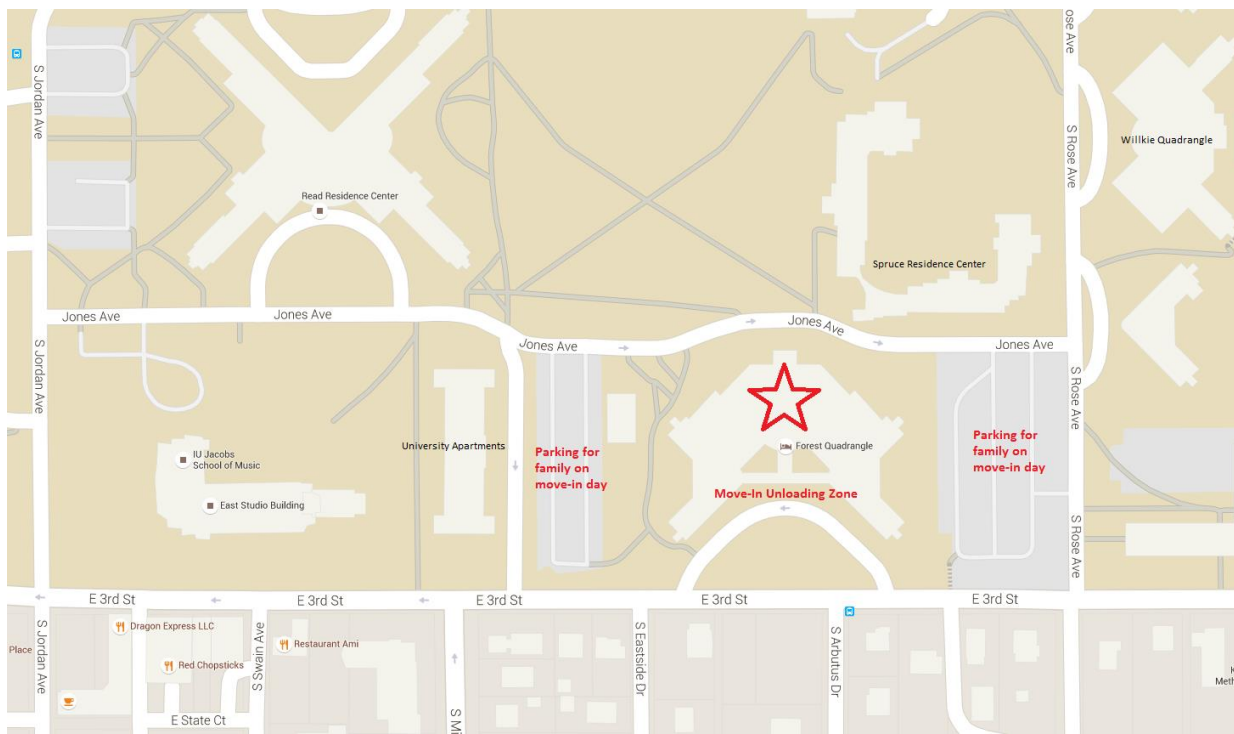 S Jordan Ave
Rose Ave
S Rose Ave
Willkie Quadrangle
Read Residence Center
Spruce Residence Center
Jones Ave
Jones Ave
Jones Ave
Jones Ave
Jones Ave
S Jordan Ave
S Rose Ave
University Apartments
Parking for
family on
move-in day
Forest Quadrangle
Parking for
family on
move-in day
IU Jacobs
School of Music
Move-In Unloading Zone
East Studio Building
S Rose Ave
E 3rd St
E 3rd St
E 3rd St
E 3rd St
E 3rd St
Dragon Express LLC
Restaurant Ami
Place
Red Chopsticks
S Jordan Ave
S Swain Ave
S Eastside Dr
S Arbutus Dr
K
Meth
E State Ct
S Mi